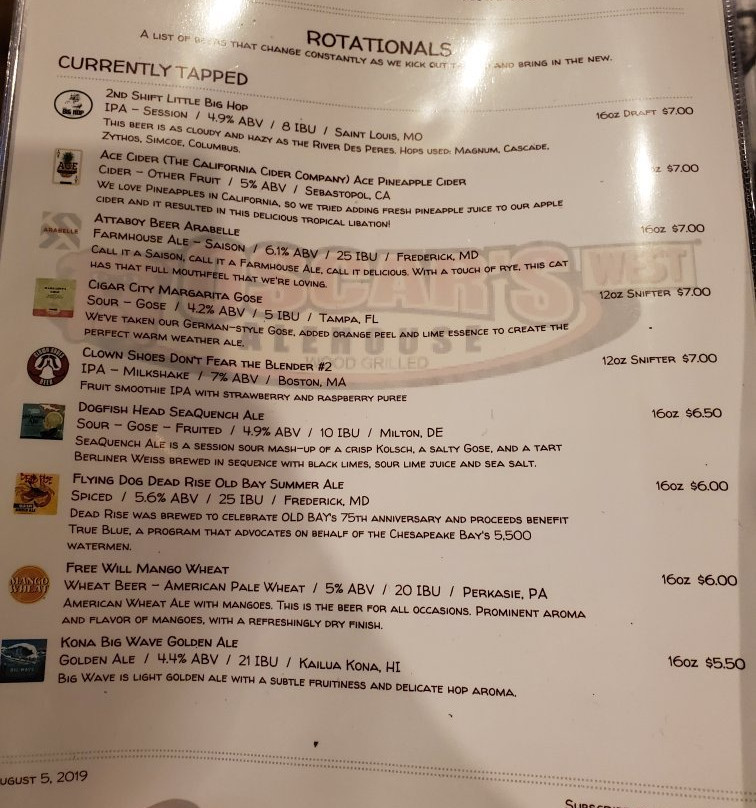 ROTATIONALS
A LIST OF BEERS THAT CHANGE CONSTANTLY AS WE KICK OUT AND BRING IN THE NEW.
CURRENTLY TAPPED
2ND SHIFT LITTLE BIG HOP
IPA - SESSION / 4.9% ABV / 8 IBU / SAINT LOUIS, MO
16OZ DRAFT $7.00
THIS BEER IS AS CLOUDY AND HAZY AS THE RIVER DES PERES. HOPS USED: MAGNUM, CASCADE,
ZYTHOS, SIMCOE, COLUMBUS.
BIG HOP
ACE CIDER (THE CALIFORNIA CIDER COMPANY) ACE PINEAPPLE CIDER
CIDER - OTHER FRUIT / 5% ABV / SEBASTOPOL, CA
OZ $7.00
WE LOVE PINEAPPLES IN CALIFORNIA, SO WE TRIED ADDING FRESH PINEAPPLE JUICE TO OUR APPLE
CIDER AND IT RESULTED IN THIS DELICIOUS TROPICAL LIBATION!
ACE
ATTABOY BEER ARABELLE
FARMHOUSE ALE - SAISON / 6.1% ABV / 25 IBU / FREDERICK, MD
16OZ $7.00
CALL IT A SAISON, CALL IT A FARMHOUSE ALE, CALL IT DELICIOUS. WITH A TOUCH OF RYE, THIS CAT
HAS THAT FULL MOUTHFEEL THAT WE'RE LOVING.
ARABELLE
CIGAR CITY MARGARITA GOSE
SOUR - GOSE / 4.2% ABV / 5 IBU / TAMPA, FL
12OZ SNIFTER $7.00
WE'VE TAKEN OUR GERMAN-STYLE GOSE, ADDED ORANGE PEEL AND LIME ESSENCE TO CREATE THE
PERFECT WARM WEATHER ALE.
CLOWN SHOES DON'T FEAR THE BLENDER #2
IPA - MILKSHAKE / 7% ABV / BOSTON, MA
12OZ SNIFTER $7.00
FRUIT SMOOTHIE IPA WITH STRAWBERRY AND RASPBERRY PUREE
DOGFISH HEAD SEAQUENCH ALE
SOUR - GOSE - FRUITED / 4.9% ABV / 10 IBU / MILTON, DE
16OZ $6.50
SEAQUENCH ALE IS A SESSION SOUR MASH-UP OF A CRISP KOLSCH, A SALTY GOSE, AND A TART
BERLINER WEISS BREWED IN SEQUENCE WITH BLACK LIMES, SOUR LIME JUICE AND SEA SALT.
FLYING DOG DEAD RISE OLD BAY SUMMER ALE
SPICED / 5.6% ABV / 25 IBU / FREDERICK, MD
16OZ $6.00
DEAD RISE WAS BREWED TO CELEBRATE OLD BAY'S 75TH ANNIVERSARY AND PROCEEDS BENEFIT
TRUE BLUE, A PROGRAM THAT ADVOCATES ON BEHALF OF THE CHESAPEAKE BAY'S 5,500
WATERMEN.
FREE WILL MANGO WHEAT
WHEAT BEER - AMERICAN PALE WHEAT / 5% ABV / 20 IBU / PERKASIE, PA
16OZ $6.00
AMERICAN WHEAT ALE WITH MANGOES. THIS IS THE BEER FOR ALL OCCASIONS. PROMINENT AROMA
AND FLAVOR OF MANGOES, WITH A REFRESHINGLY DRY FINISH.
MANGO
WHEAT
KONA BIG WAVE GOLDEN ALE
GOLDEN ALE / 4.4% ABV / 21 IBU / KAILUA KONA, HI
16OZ $5.50
BIG WAVE IS LIGHT GOLDEN ALE WITH A SUBTLE FRUITINESS AND DELICATE HOP AROMA.
WEST
WOOD GRILLED
UGUST 5, 2019